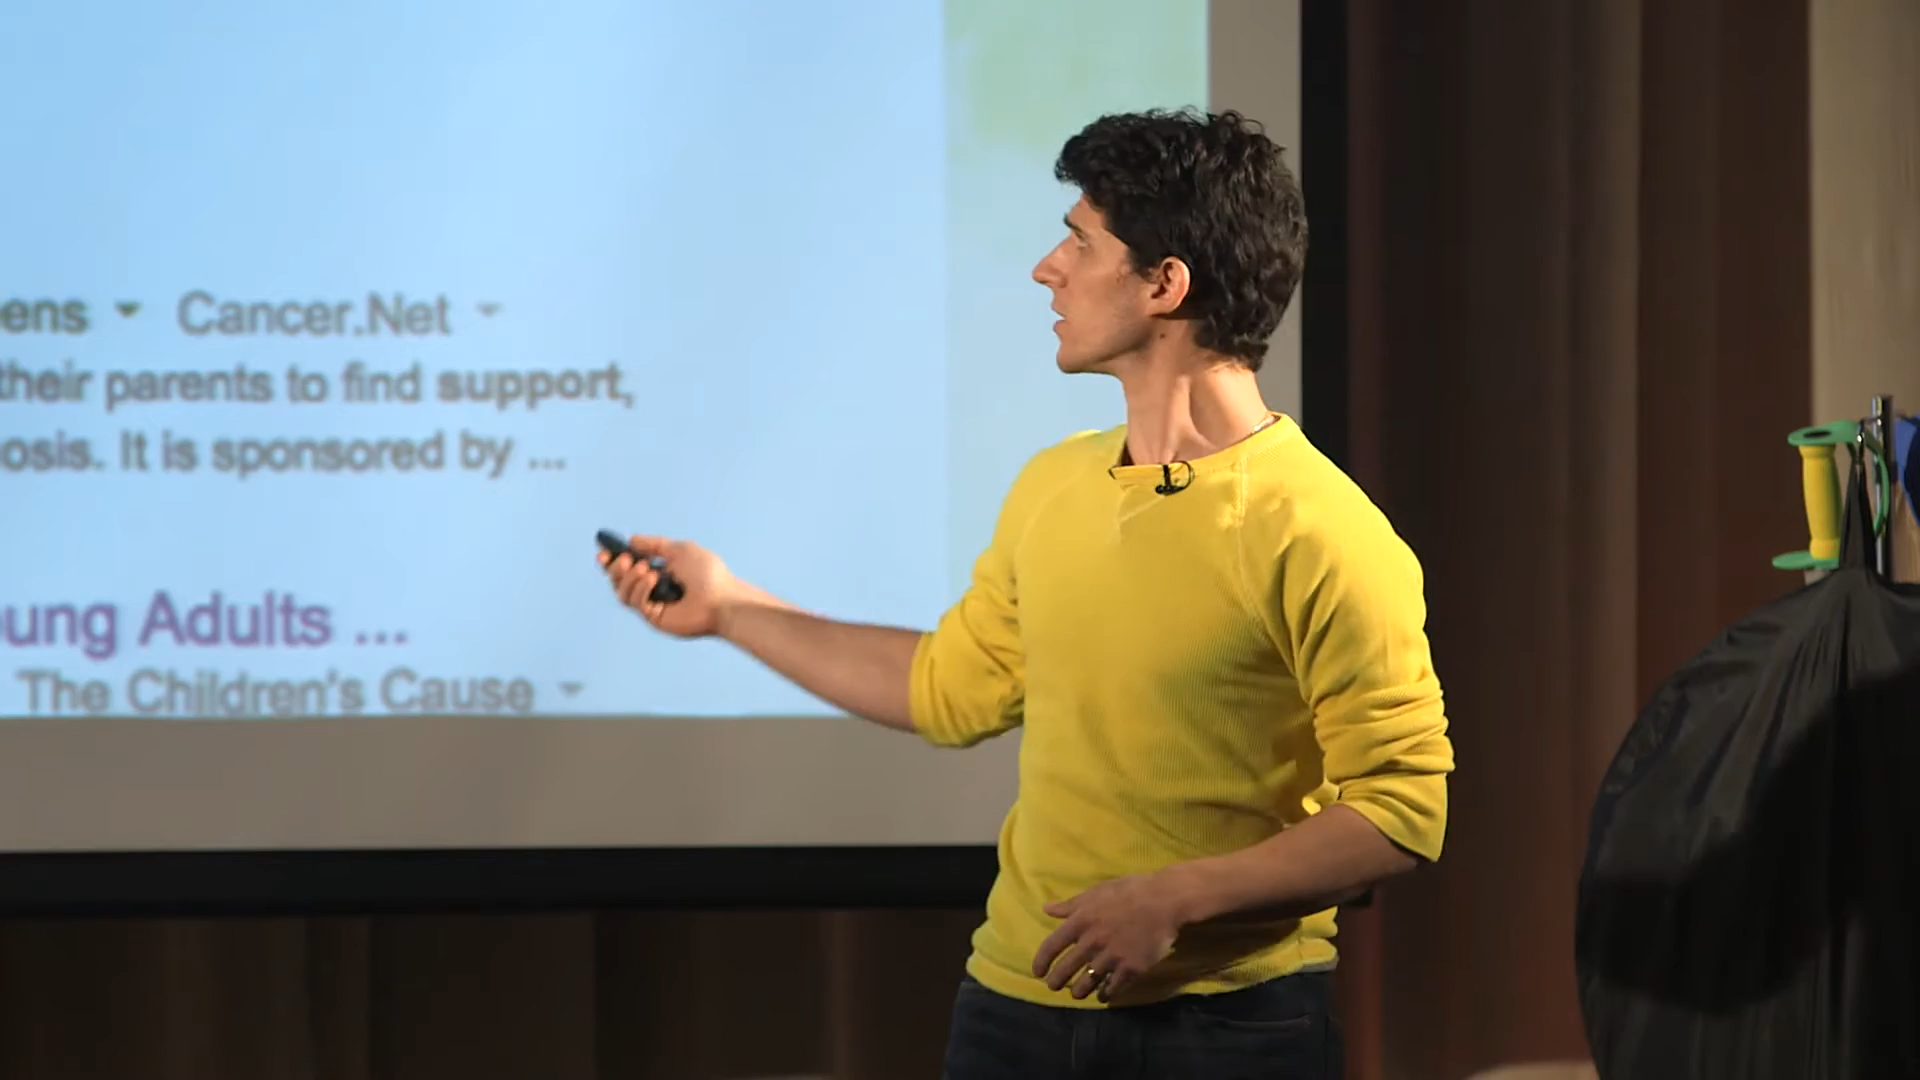 ens Cancer.Net
their parents to find support,
osis. It is sponsored by ...
oung Adults ...
The Children's Cause